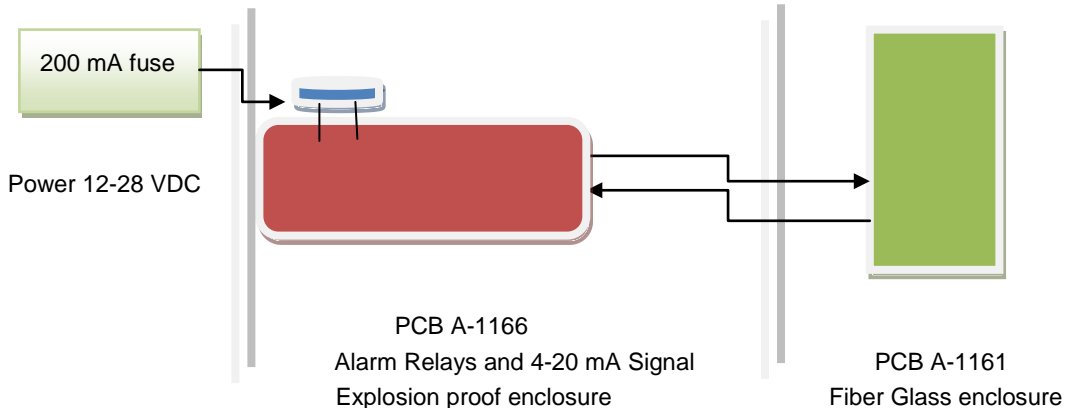 200 mA fuse
Power 12-28 VDC
PCB A-1166
Alarm Relays and 4-20 mA Signal
Explosion proof enclosure
PCB A-1161
Fiber Glass enclosure